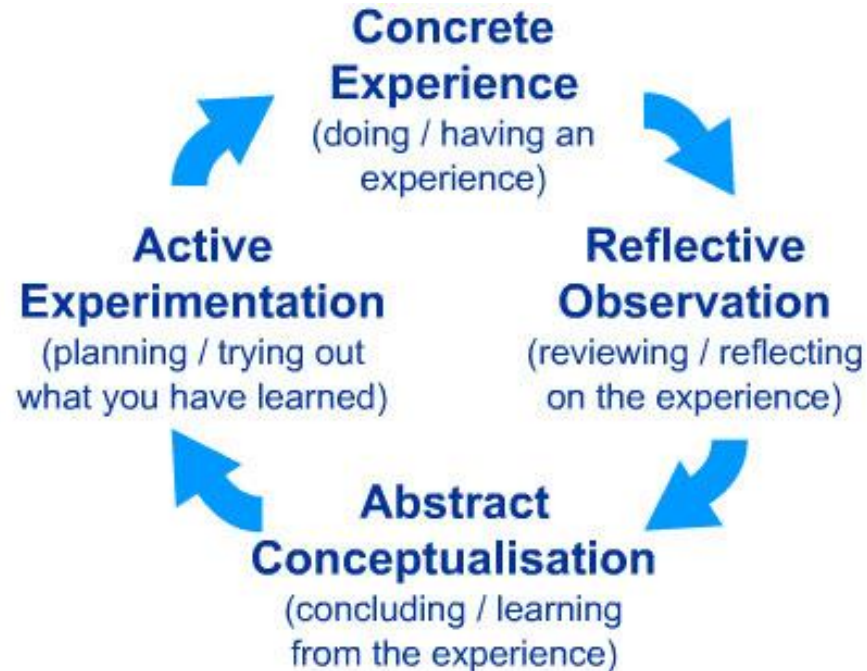 Concrete
Experience
(doing / having an
experience)
Active
Experimentation
(planning / trying out
what you have learned)
Reflective
Observation
(reviewing / reflecting
on the experience)
Abstract
Conceptualisation
(concluding / learning
from the experience)